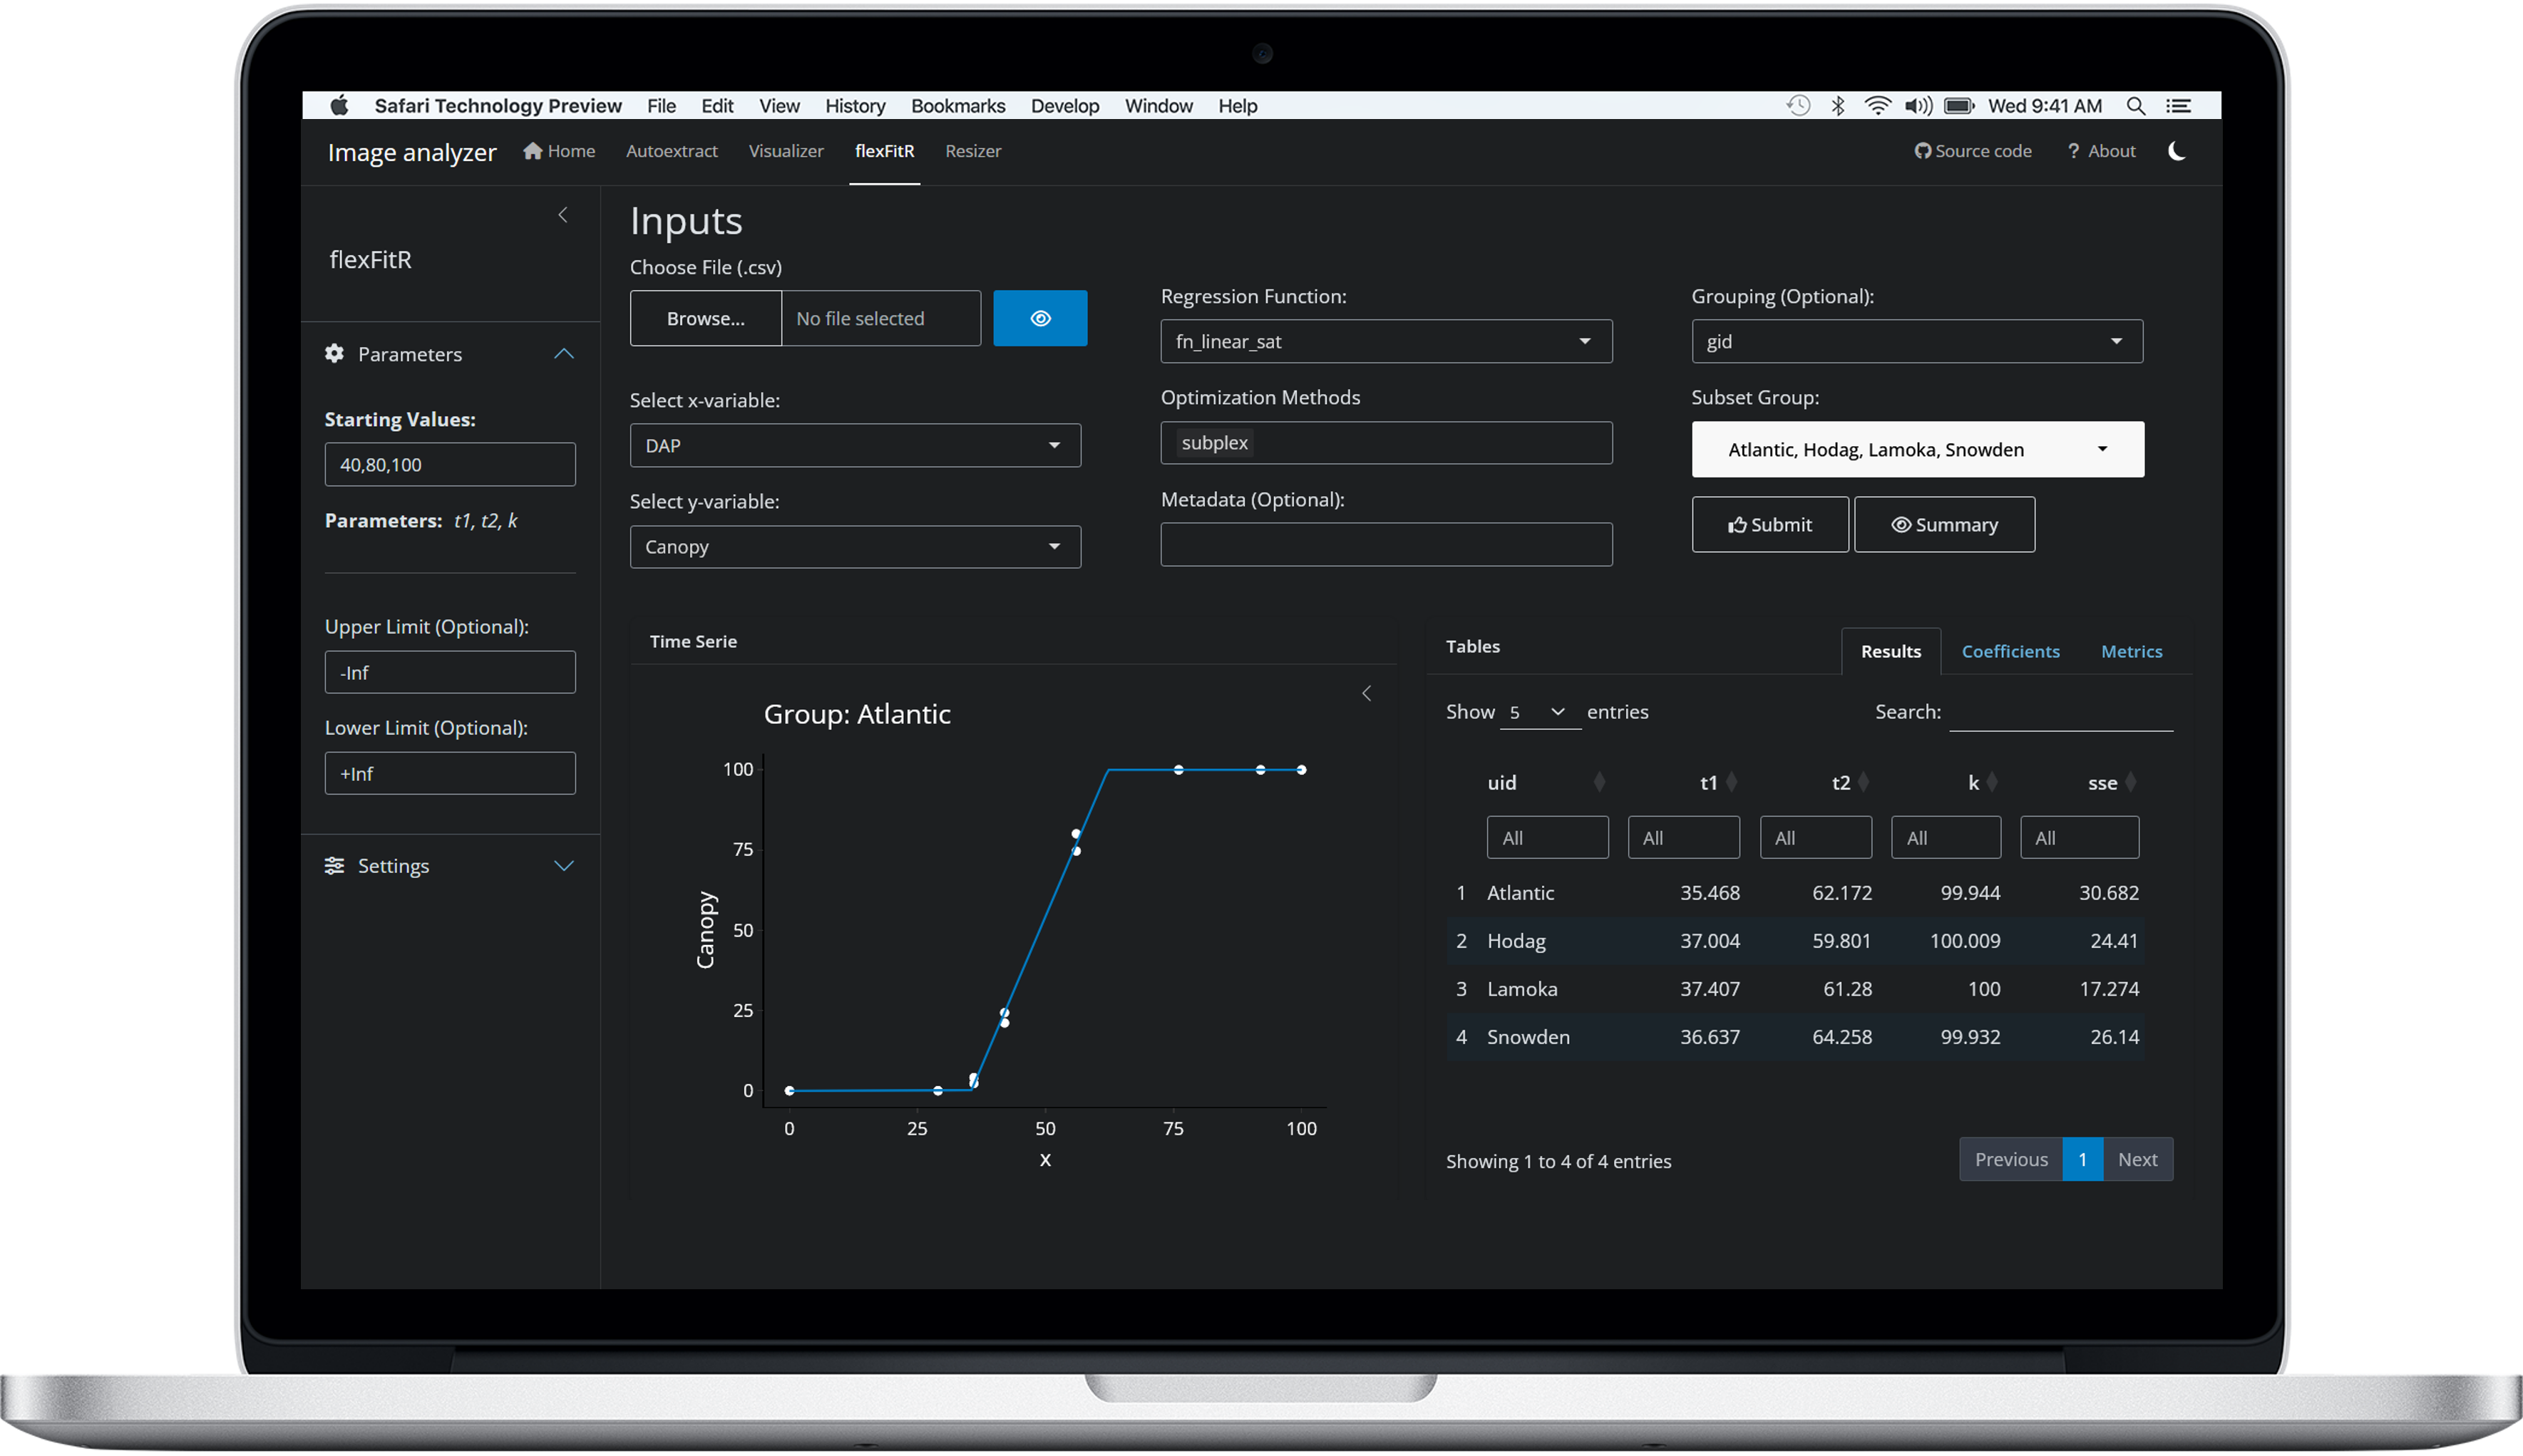 Safari Technology Preview File Edit View History Bookmarks Develop Window Help Wed 9:41 AM
Image analyzer Home Autoextract Visualizer flexFitR Resizer Source code ? About
flexFitR
Parameters
Starting Values:
40,80,100
Parameters: t1, t2, k
Upper Limit (Optional):
-Inf
Lower Limit (Optional):
+Inf
Settings
Inputs
Choose File (.csv)
Browse... No file selected
Select x-variable:
DAP
Select y-variable:
Canopy
Regression Function:
fn_linear_sat
Optimization Methods
subplex
Metadata (Optional):
Grouping (Optional):
gid
Subset Group:
Atlantic, Hodag, Lamoka, Snowden
Submit Summary
Time Serie
Group: Atlantic
100
75
50
25
0
Canopy
0 25 50 75 100
x
Tables Results Coefficients Metrics
Show 5 entries Search:
uid t1 t2 k sse
All All All All All
1 Atlantic 35.468 62.172 99.944 30.682
2 Hodag 37.004 59.801 100.009 24.41
3 Lamoka 37.407 61.28 100 17.274
4 Snowden 36.637 64.258 99.932 26.14
Showing 1 to 4 of 4 entries Previous 1 Next